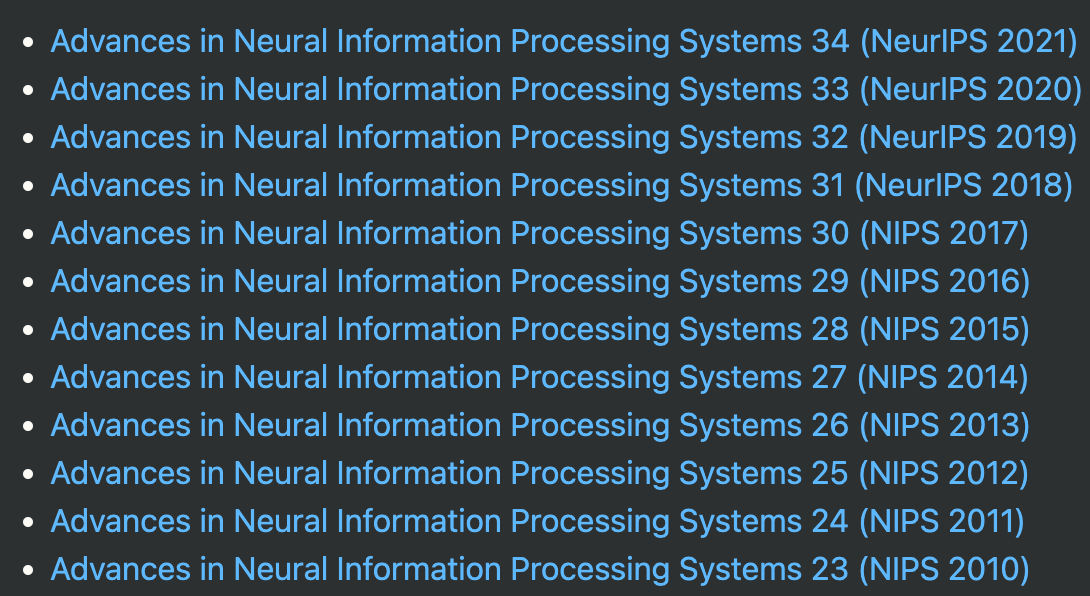 Advances in Neural Information Processing Systems 34 (NeurIPS 2021)
Advances in Neural Information Processing Systems 33 (NeurIPS 2020)
Advances in Neural Information Processing Systems 32 (NeurIPS 2019)
Advances in Neural Information Processing Systems 31 (NeurIPS 2018)
Advances in Neural Information Processing Systems 30 (NIPS 2017)
Advances in Neural Information Processing Systems 29 (NIPS 2016)
Advances in Neural Information Processing Systems 28 (NIPS 2015)
Advances in Neural Information Processing Systems 27 (NIPS 2014)
Advances in Neural Information Processing Systems 26 (NIPS 2013)
Advances in Neural Information Processing Systems 25 (NIPS 2012)
Advances in Neural Information Processing Systems 24 (NIPS 2011)
Advances in Neural Information Processing Systems 23 (NIPS 2010)